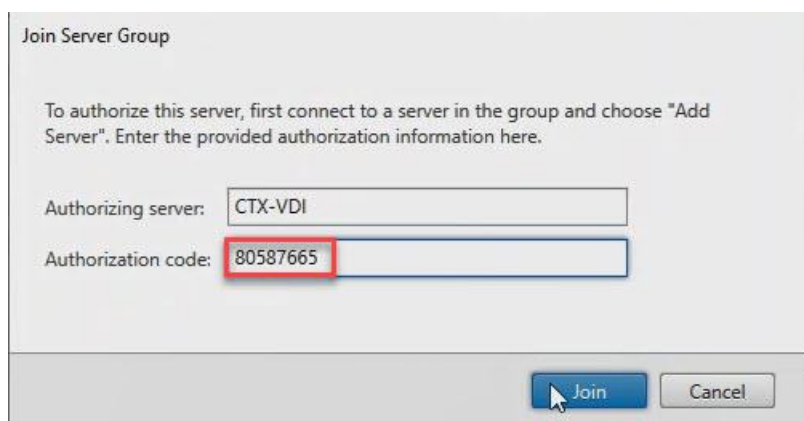 Join Server Group
To authorize this server, first connect to a server in the group and choose "Add
Server". Enter the provided authorization information here.
Authorizing server: CTX-VDI
Authorization code: 80587665
Join Cancel